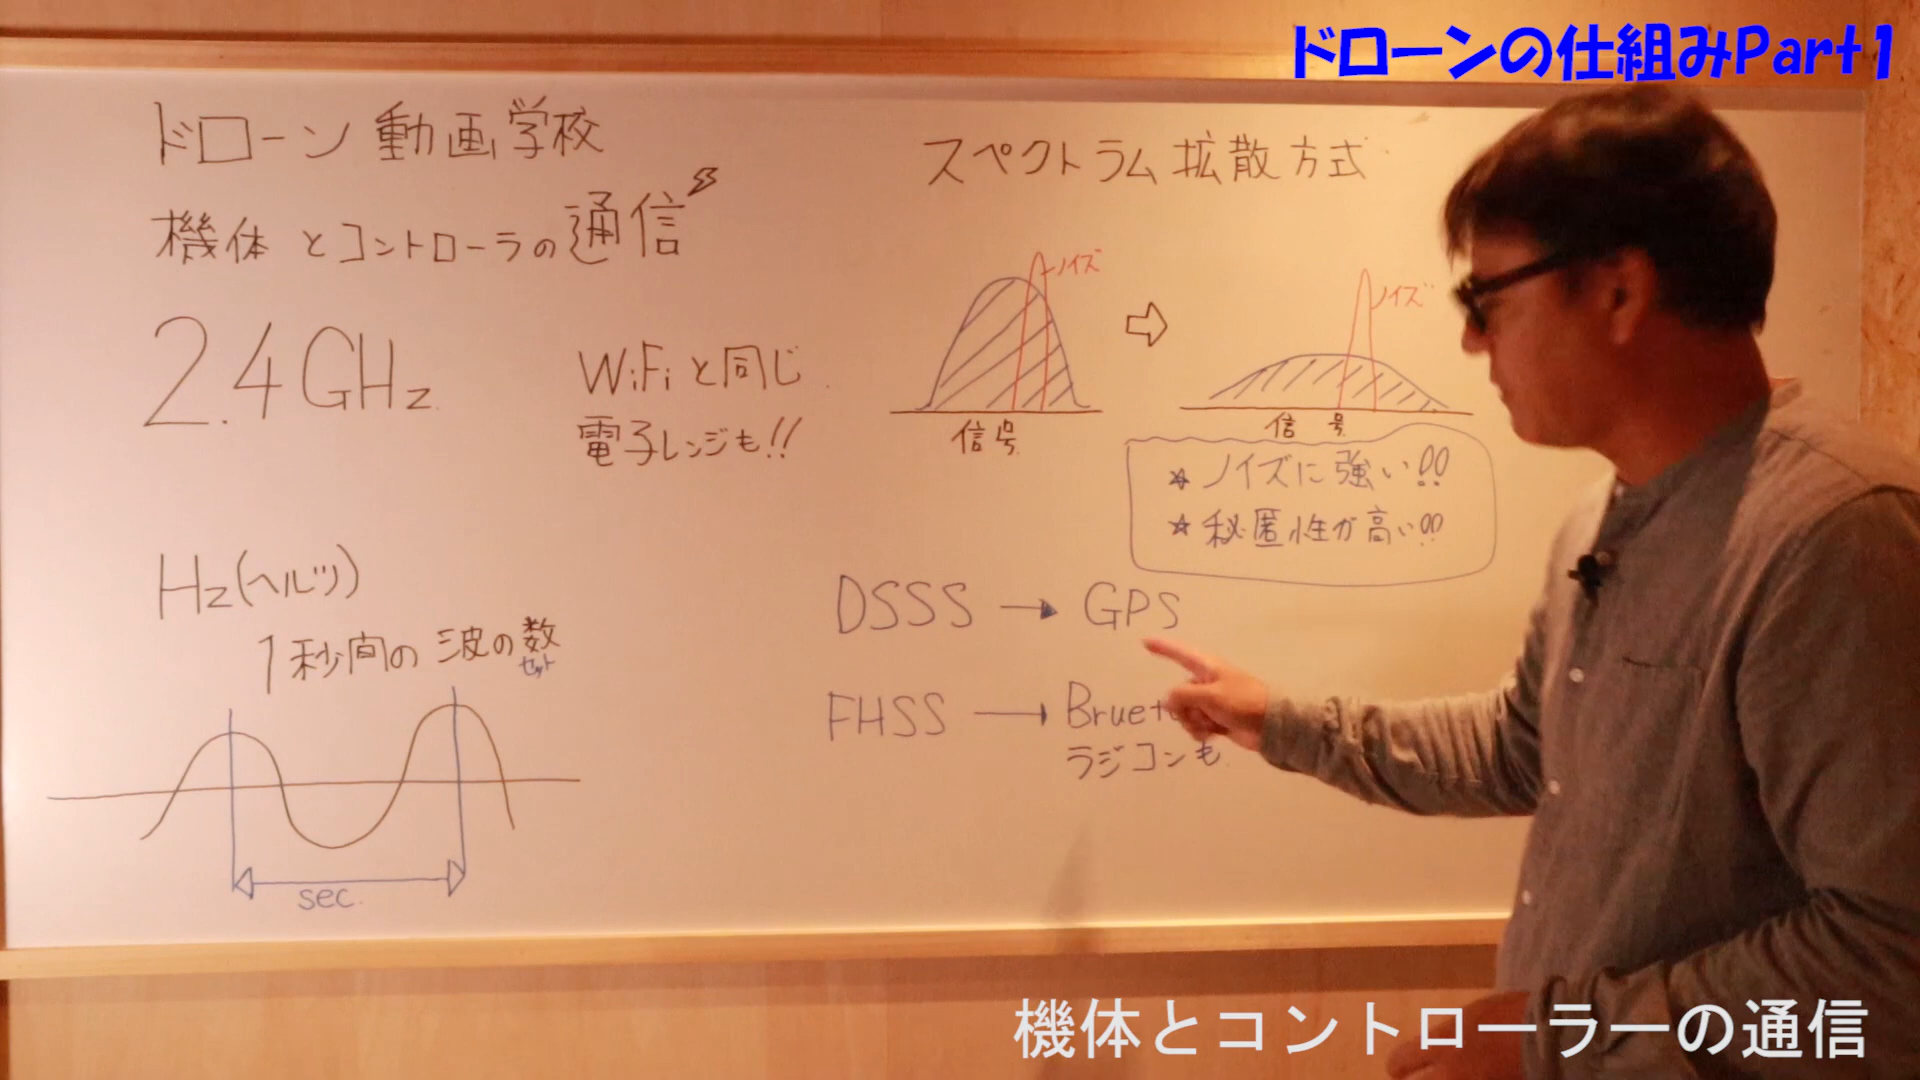 ドローンの仕組みPart1
ドローン動画学校
機体とコントローラの通信
2.4GHz
WiFiと同じ
電子レンジも!!
Hz(ヘルツ)
1秒間の波の数
セット
sec.
スペクトラム拡散方式
ノイズ
信号
ノイズ
信号
★ノイズに強い!!
☆秘匿性が高い!!
DSSS → GPS
FHSS → Bruet
ラジコンも
機体とコントローラーの通信